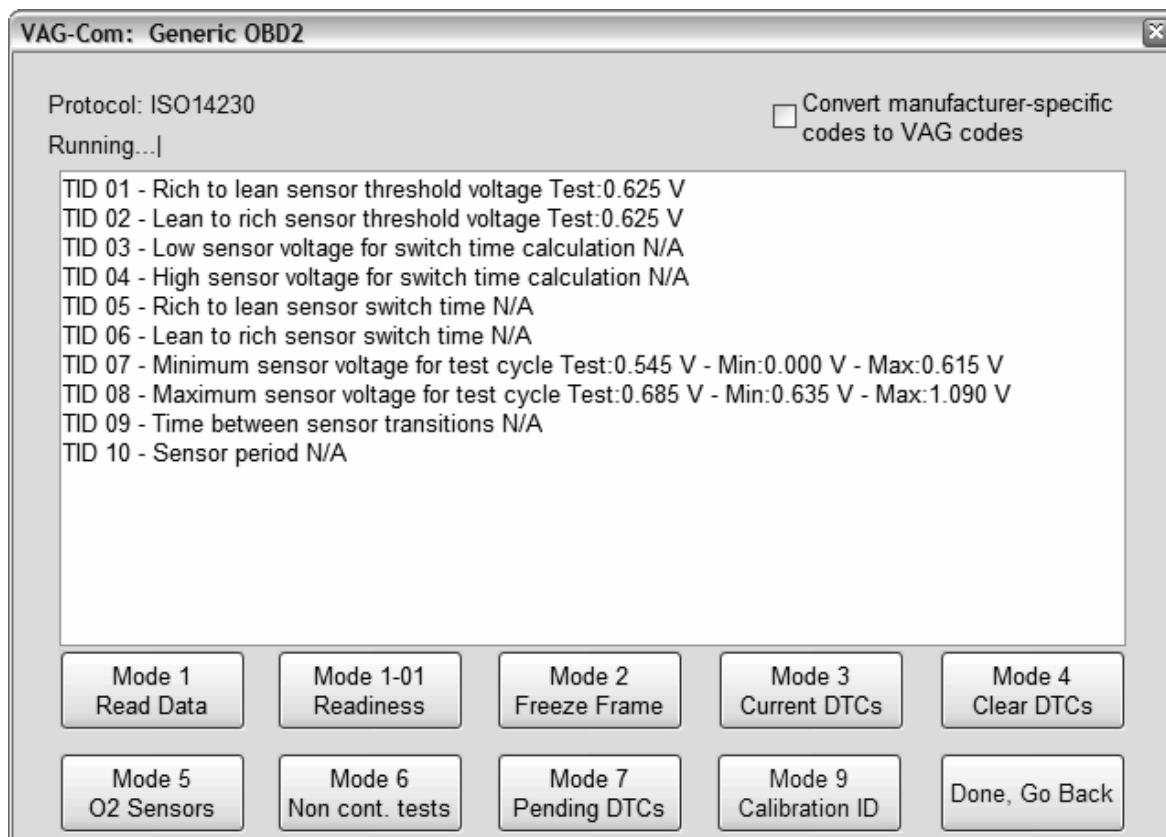 VAG-Com:  Generic OBD2
Protocol: ISO14230
Convert manufacturer-specific
codes to VAG codes
Running...|
TID 01 - Rich to lean sensor threshold voltage Test:0.625 V
TID 02 - Lean to rich sensor threshold voltage Test:0.625 V
TID 03 - Low sensor voltage for switch time calculation N/A
TID 04 - High sensor voltage for switch time calculation N/A
TID 05 - Rich to lean sensor switch time N/A
TID 06 - Lean to rich sensor switch time N/A
TID 07 - Minimum sensor voltage for test cycle Test:0.545 V - Min:0.000 V - Max:0.615 V
TID 08 - Maximum sensor voltage for test cycle Test:0.685 V - Min:0.635 V - Max:1.090 V
TID 09 - Time between sensor transitions N/A
TID 10 - Sensor period N/A
Mode 1
Read Data
Mode 1-01
Readiness
Mode 2
Freeze Frame
Mode 3
Current DTCs
Mode 4
Clear DTCs
Mode 5
O2 Sensors
Mode 6
Non cont. tests
Mode 7
Pending DTCs
Mode 9
Calibration ID
Done, Go Back